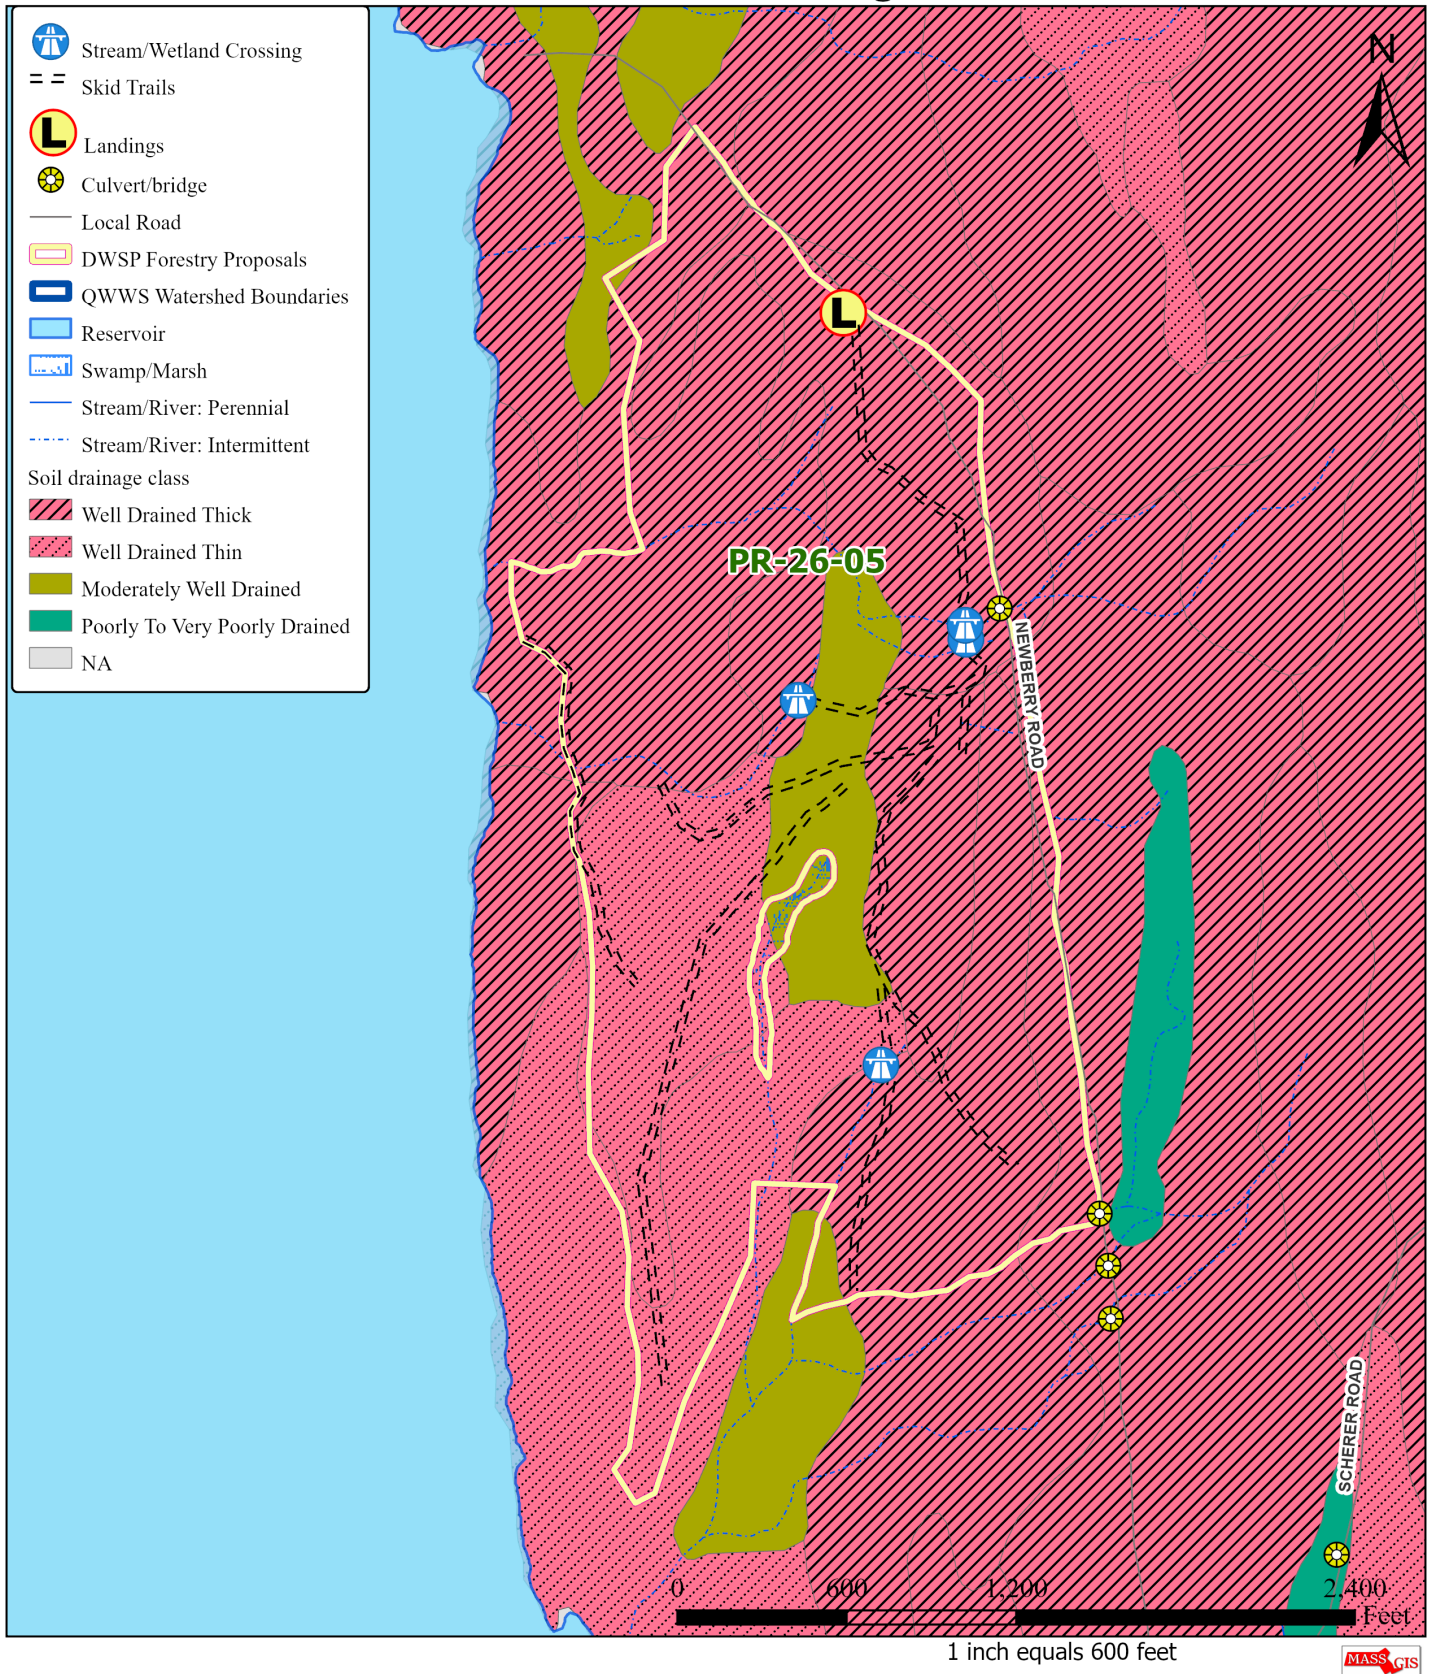 Stream/Wetland Crossing
Skid Trails
L
Landings
Culvert/bridge
Local Road
DWSP Forestry Proposals
QWWS Watershed Boundaries
Reservoir
Swamp/Marsh
Stream/River: Perennial
Stream/River: Intermittent
Soil drainage class
Well Drained Thick
Well Drained Thin
Moderately Well Drained
Poorly To Very Poorly Drained
NA
N
L
PR-26-05
NEWBERRY ROAD
SCHERER ROAD
0 600 1,200 2,400
Feet
1 inch equals 600 feet
MASS GIS